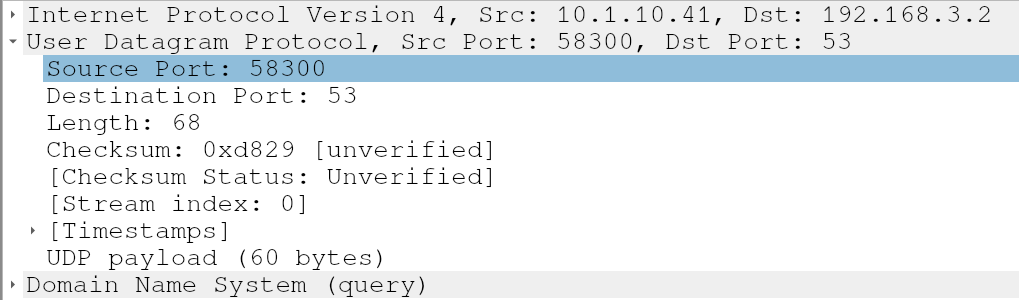 Internet Protocol Version 4, Src: 10.1.10.41, Dst: 192.168.3.2
User Datagram Protocol, Src Port: 58300, Dst Port: 53
Source Port: 58300
Destination Port: 53
Length: 68
Checksum: 0xd829 [unverified]
[Checksum Status: Unverified]
[Stream index: 0]
[Timestamps]
UDP payload (60 bytes)
Domain Name System (query)